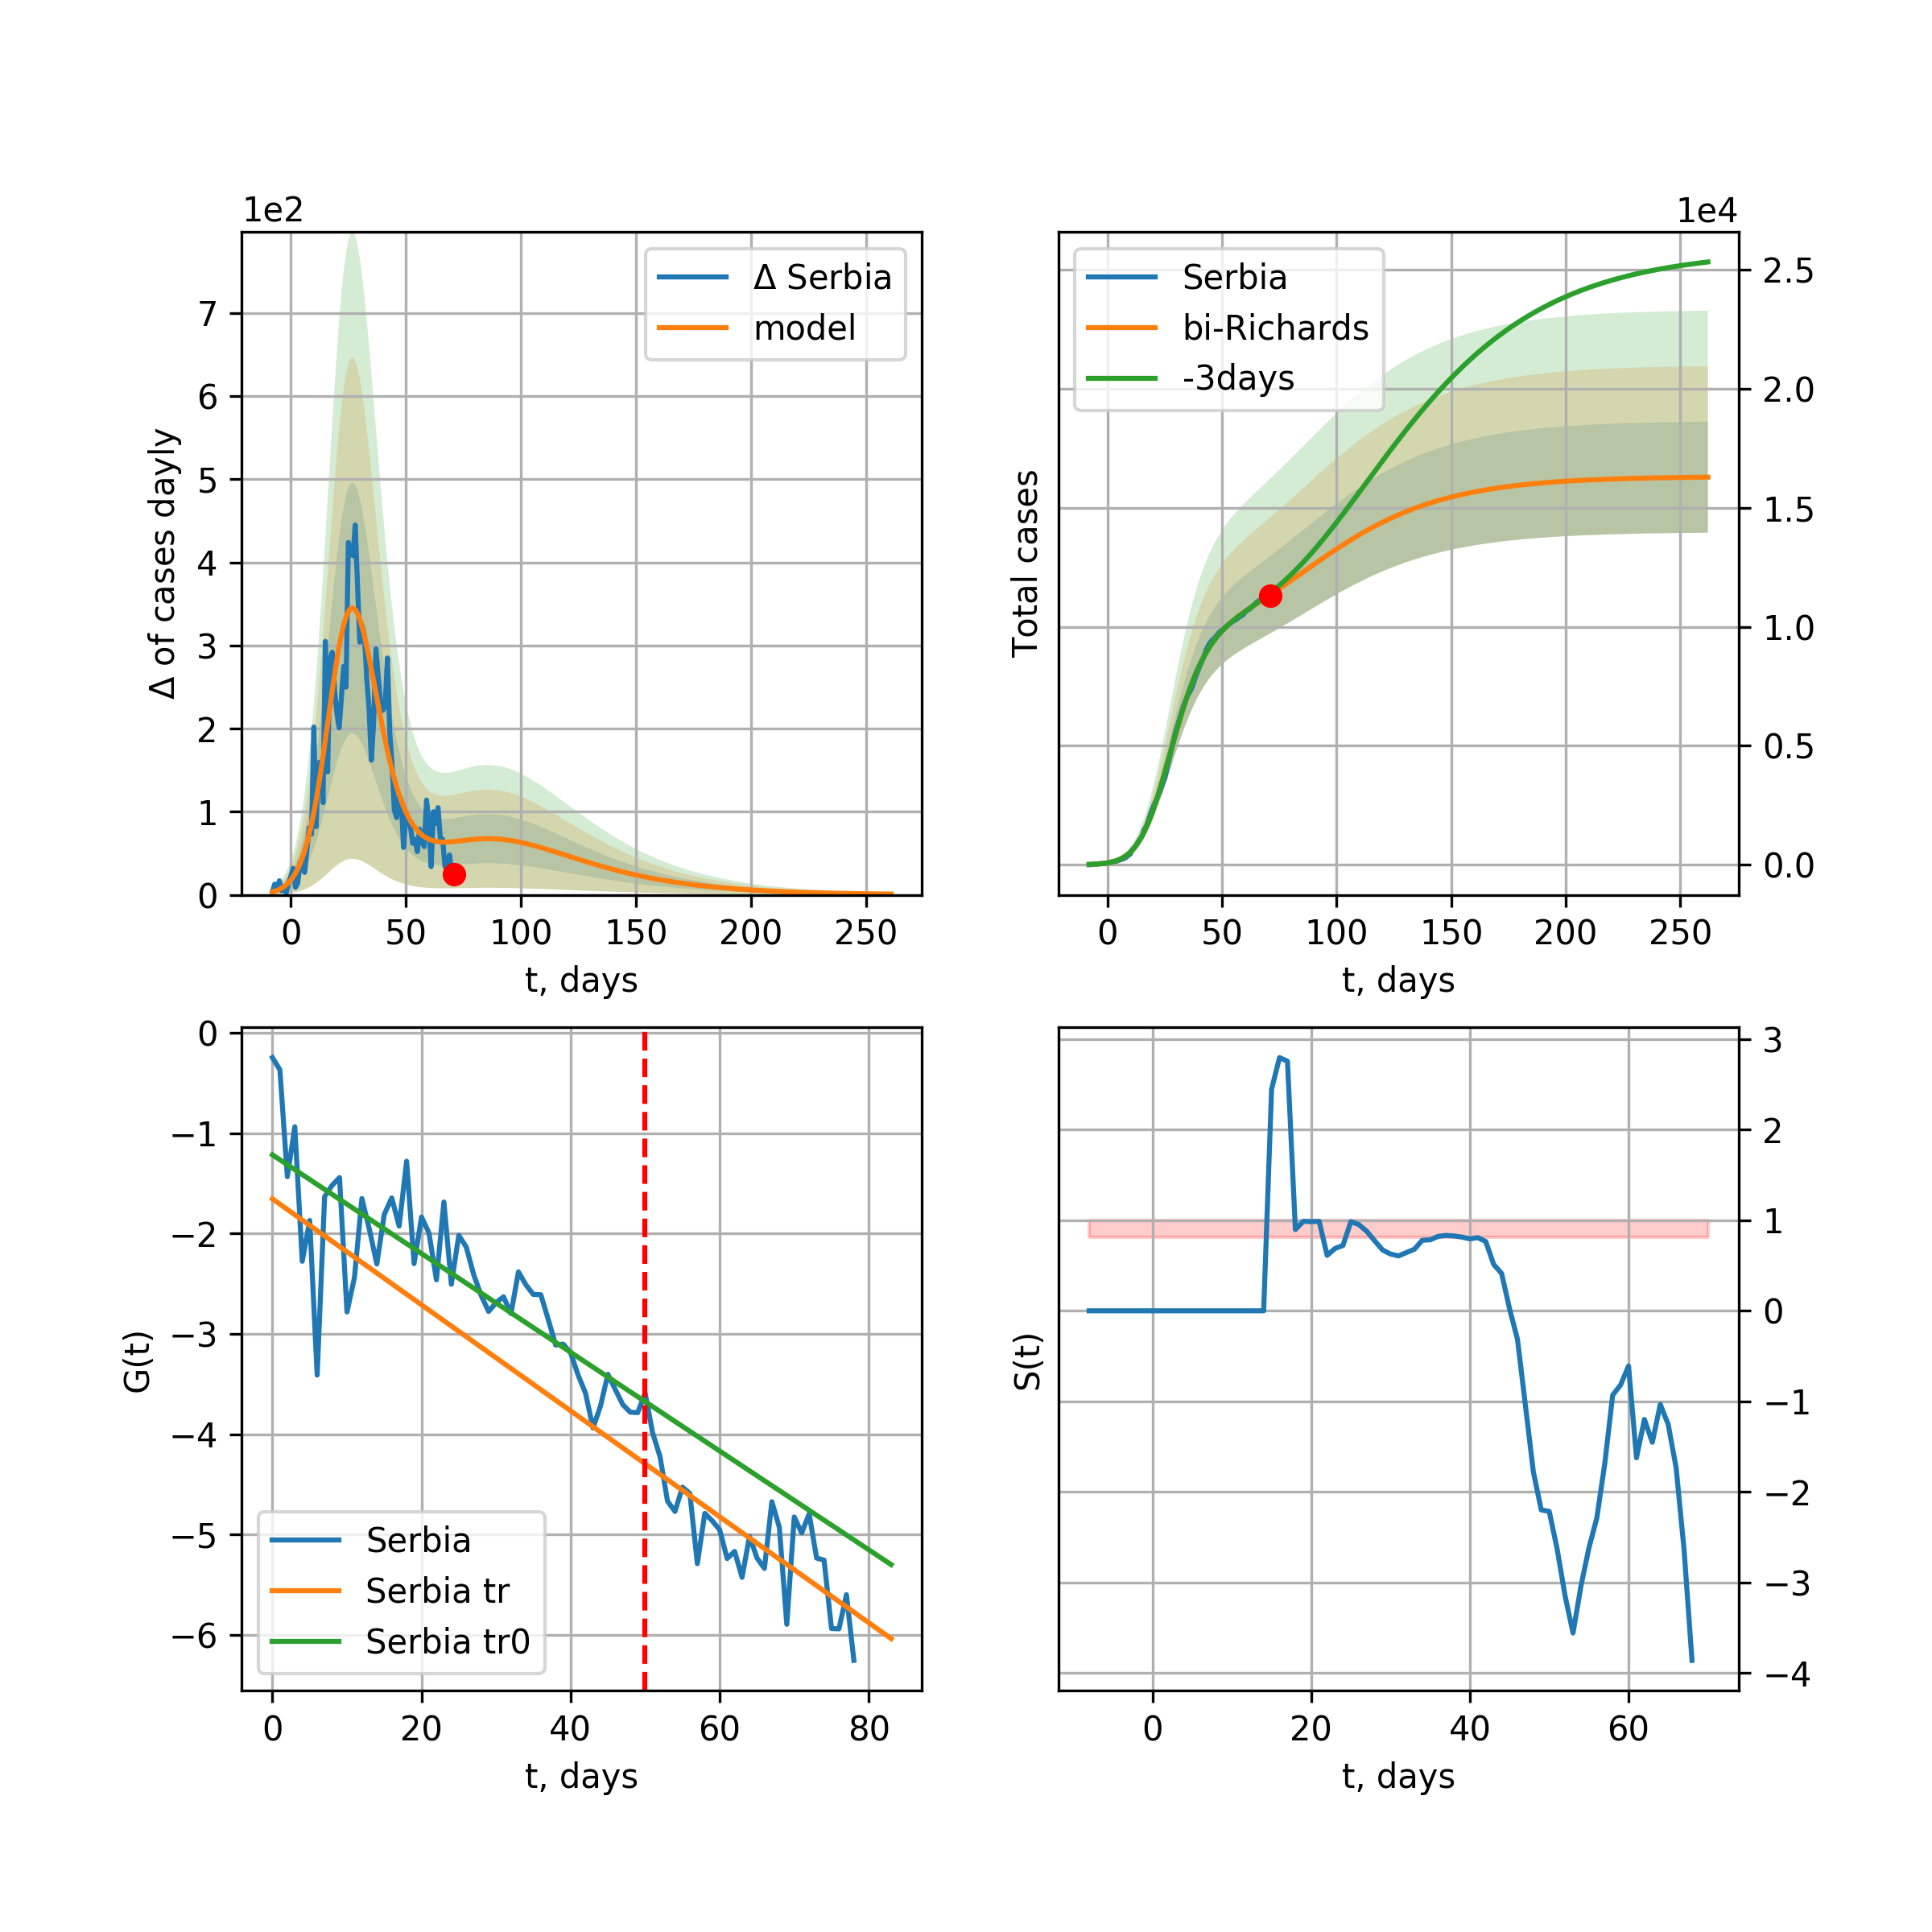 1e2
Δ of cases dayly
7
6
5
4
3
2
1
0
0 50 100 150 200 250
t, days
Δ Serbia
model
1e4
Total cases
2.5
2.0
1.5
1.0
0.5
0.0
0 50 100 150 200 250
t, days
Serbia
bi-Richards
-3days
G(t)
0
−1
−2
−3
−4
−5
−6
0 20 40 60 80
t, days
Serbia
Serbia tr
Serbia tr0
S(t)
3
2
1
0
−1
−2
−3
−4
0 20 40 60
t, days